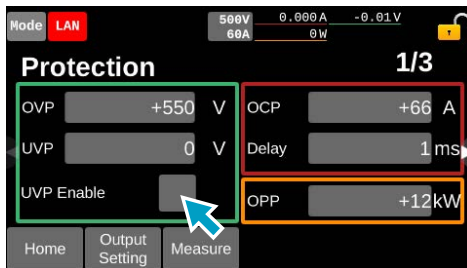 Mode LAN 500V 0.000A -0.01V
60A 0W
Protection 1/3
OVP +550 V OCP +66 A
UVP 0 V Delay 1 ms
UVP Enable OPP +12 kW
Home Output Setting Measure